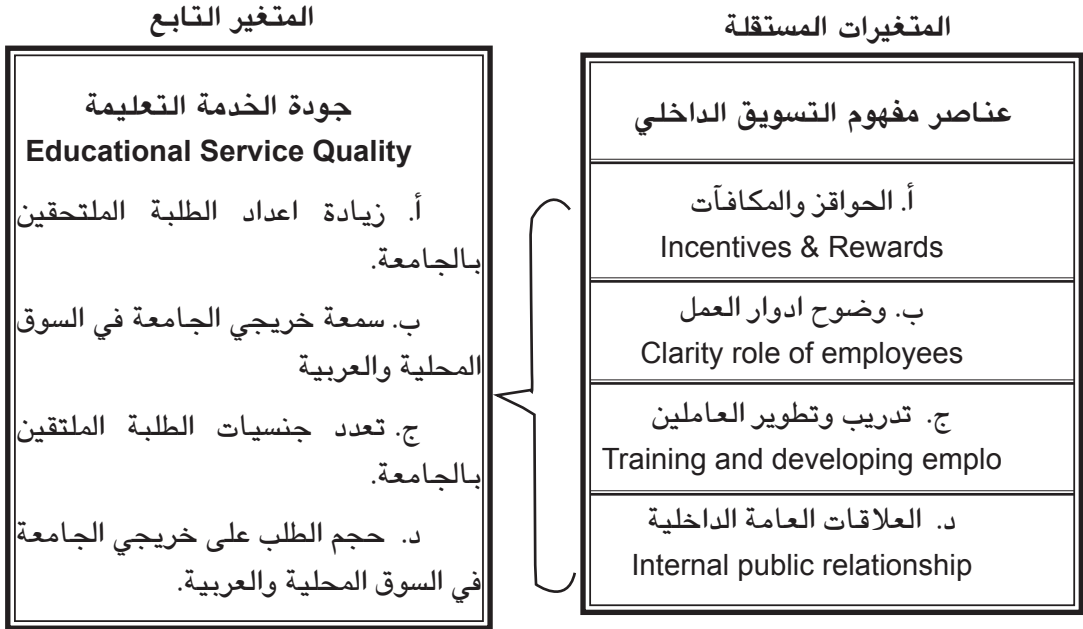 المتغيرات المستقلة
عناصر مفهوم التسويق الداخلي
أ. الحواقز والمكافآت
Incentives & Rewards
ب. وضوح ادوار العمل
Clarity role of employees
ج. تدريب وتطوير العاملين
Training and developing emplo
د. العلاقات العامة الداخلية
Internal public relationship
المتغير التابع
جودة الخدمة التعليمة
Educational Service Quality
أ. زيادة اعداد الطلبة الملتحقين
بالجامعة.
ب. سمعة خريجي الجامعة في السوق
المحلية والعربية
ج. تعدد جنسيات الطلبة الملتقين
بالجامعة.
د. حجم الطلب على خريجي الجامعة
في السوق المحلية والعربية.